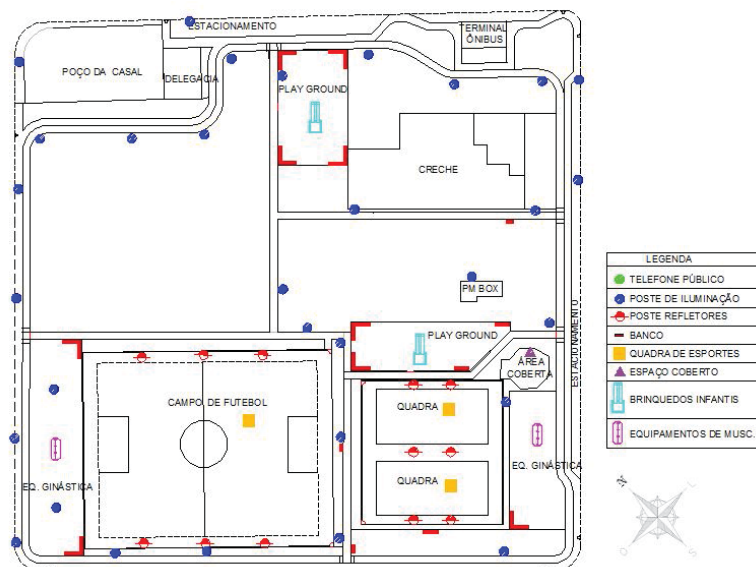 ESTACIONAMENTO
TERMINAL
ÔNIBUS
POÇO DA CASAL
DELEGACIA
PLAY GROUND
CRECHE
PM BOX
ESTACIONAMENTO
PLAY GROUND
ÁREA
COBERTA
CAMPO DE FUTEBOL
QUADRA
QUADRA
EQ. GINÁSTICA
EQ. GINÁSTICA
LEGENDA
TELEFONE PÚBLICO
POSTE DE ILUMINAÇÃO
POSTE REFLETORES
BANCO
QUADRA DE ESPORTES
ESPAÇO COBERTO
BRINQUEDOS INFANTIS
EQUIPAMENTOS DE MUSC.
N
L
O
S